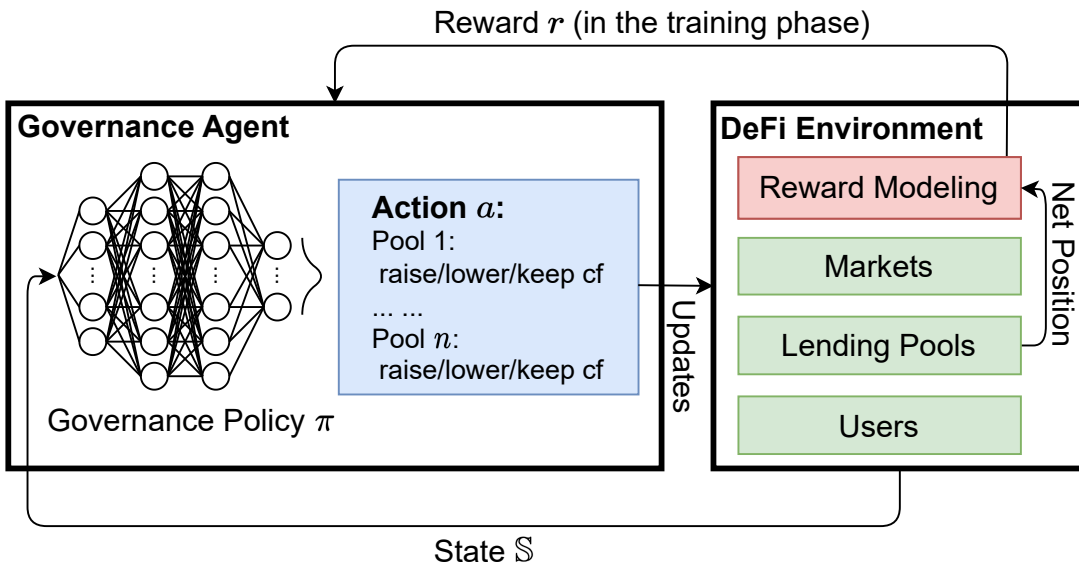 Reward r (in the training phase)
Governance Agent
Action a:
Pool 1:
raise/lower/keep cf
... ...
Pool n:
raise/lower/keep cf
Governance Policy π
Updates
DeFi Environment
Reward Modeling
Markets
Lending Pools
Users
Net Position
State 𝕊